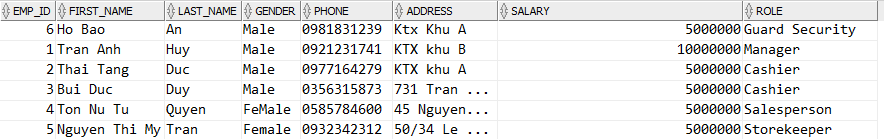 EMP_ID FIRST_NAME LAST_NAME GENDER PHONE ADDRESS SALARY ROLE
6 Ho Bao An Male 0981831239 Ktx Khu A 5000000 Guard Security
1 Tran Anh Huy Male 0921231741 KTX khu B 10000000 Manager
2 Thai Tang Duc Male 0977164279 KTX khu A 5000000 Cashier
3 Bui Duc Duy Male 0356315873 731 Tran ... 5000000 Cashier
4 Ton Nu Tu Quyen FeMale 0585784600 45 Nguyen... 5000000 Salesperson
5 Nguyen Thi My Tran Female 0932342312 50/34 Le ... 5000000 Storekeeper